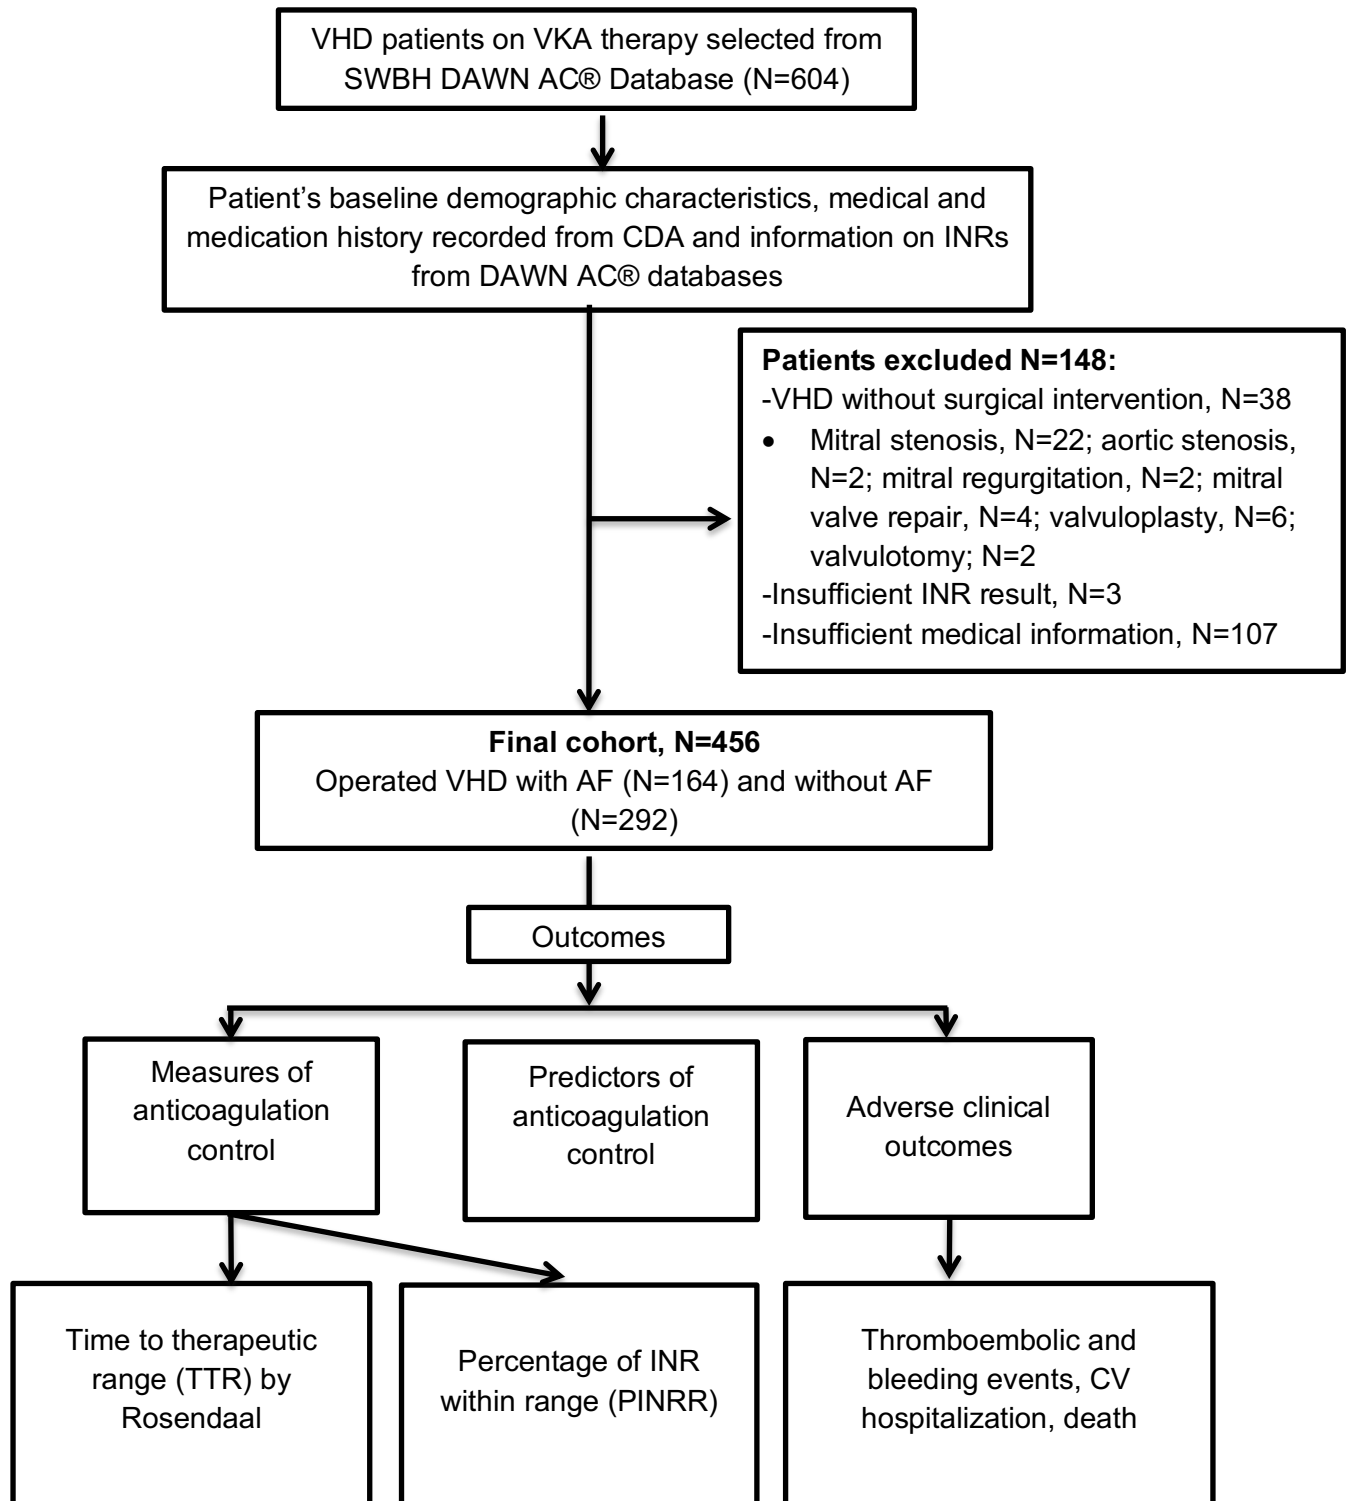 VHD patients on VKA therapy selected from
SWBH DAWN AC® Database (N=604)
Patient’s baseline demographic characteristics, medical and
medication history recorded from CDA and information on INRs
from DAWN AC® databases
Patients excluded N=148:
-VHD without surgical intervention, N=38
• Mitral stenosis, N=22; aortic stenosis,
N=2; mitral regurgitation, N=2; mitral
valve repair, N=4; valvuloplasty, N=6;
valvulotomy; N=2
-Insufficient INR result, N=3
-Insufficient medical information, N=107
Final cohort, N=456
Operated VHD with AF (N=164) and without AF
(N=292)
Outcomes
Measures of
anticoagulation
control
Predictors of
anticoagulation
control
Adverse clinical
outcomes
Time to therapeutic
range (TTR) by
Rosendaal
Percentage of INR
within range (PINRR)
Thromboembolic and
bleeding events, CV
hospitalization, death